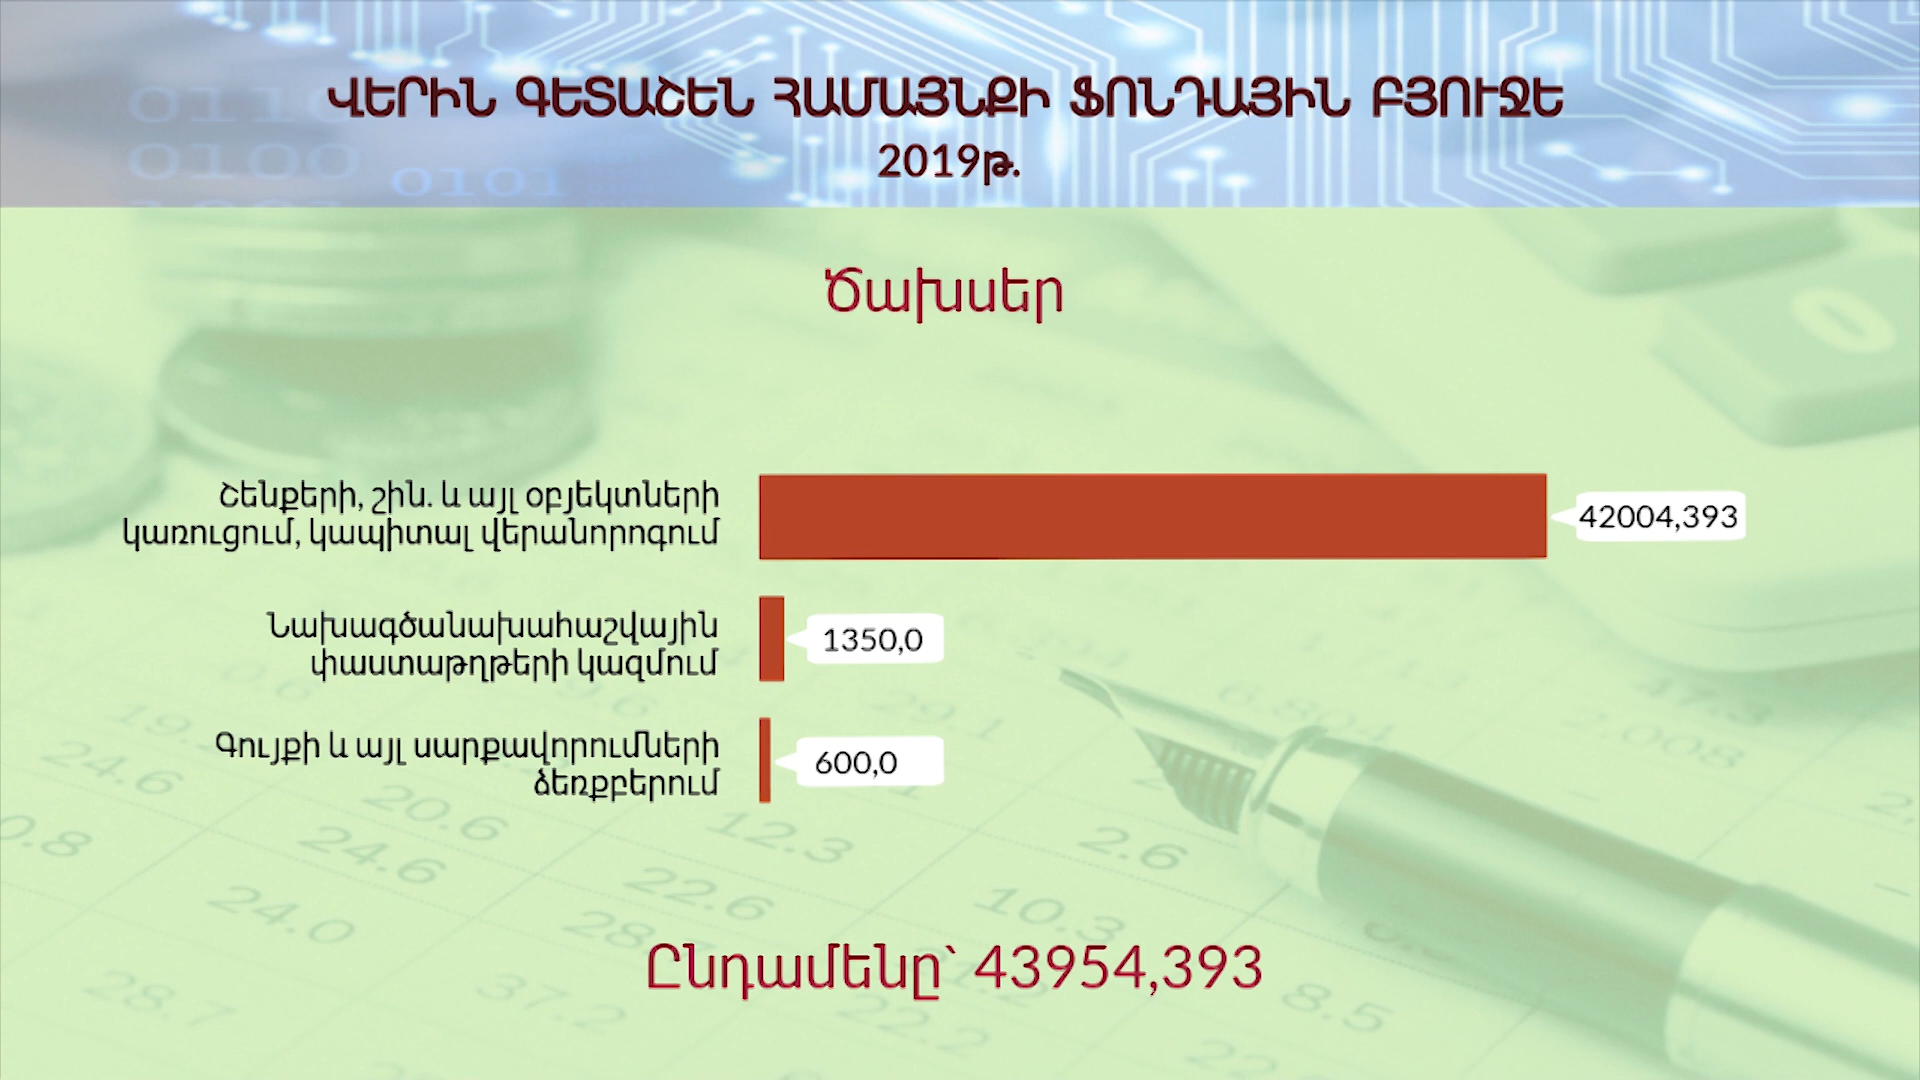 ՎԵՐԻՆ ԳԵՏԱՇԵՆ ՀԱՄԱՅՆՔԻ ՖՈՆԴԱՅԻՆ ԲՅՈՒՋԵ
2019թ.
Ծախսեր
Շենքերի, շին. և այլ օբյեկտների
կառուցում, կապիտալ վերանորոգում
42004,393
Նախագծանախահաշվային
փաստաթղթերի կազմում
1350,0
Գույքի և այլ սարքավորումների
ձեռքբերում
600,0
Ընդամենը՝ 43954,393